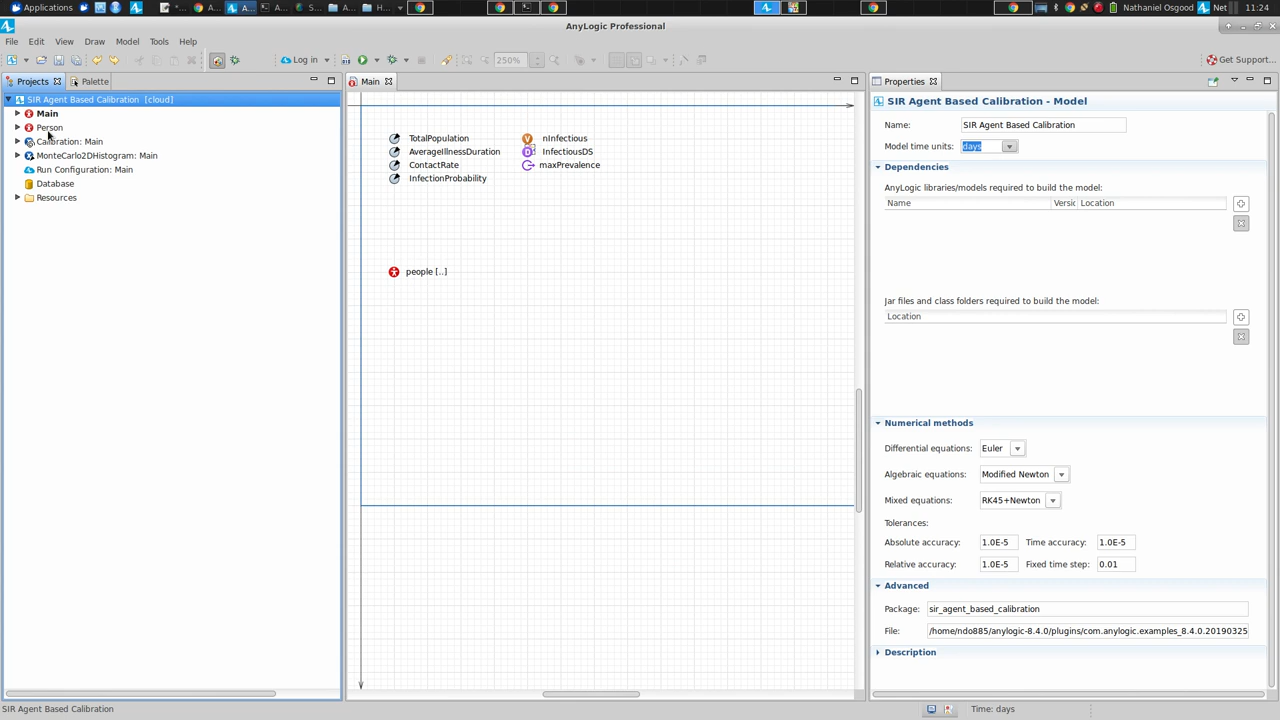 Applications
A...
A...
A...
A...
Nathaniel Osgood
Net
11:24
AnyLogic Professional
File Edit View Draw Model Tools Help
Log in
250%
Get Support...
Projects
Palette
Main
Properties
SIR Agent Based Calibration [cloud]
Main
Person
Calibration: Main
MonteCarlo2DHistogram: Main
Run Configuration: Main
Database
Resources
TotalPopulation
AverageIllnessDuration
ContactRate
InfectionProbability
V nInfectious
D InfectiousDS
maxPrevalence
people [..]
SIR Agent Based Calibration - Model
Name: SIR Agent Based Calibration
Model time units: days
Dependencies
AnyLogic libraries/models required to build the model:
Name Versic Location
Jar files and class folders required to build the model:
Location
Numerical methods
Differential equations: Euler
Algebraic equations: Modified Newton
Mixed equations: RK45+Newton
Tolerances:
Absolute accuracy: 1.0E-5 Time accuracy: 1.0E-5
Relative accuracy: 1.0E-5 Fixed time step: 0.01
Advanced
Package: sir_agent_based_calibration
File: /home/ndo885/anylogic-8.4.0/plugins/com.anylogic.examples_8.4.0.20190325
Description
SIR Agent Based Calibration
Time: days